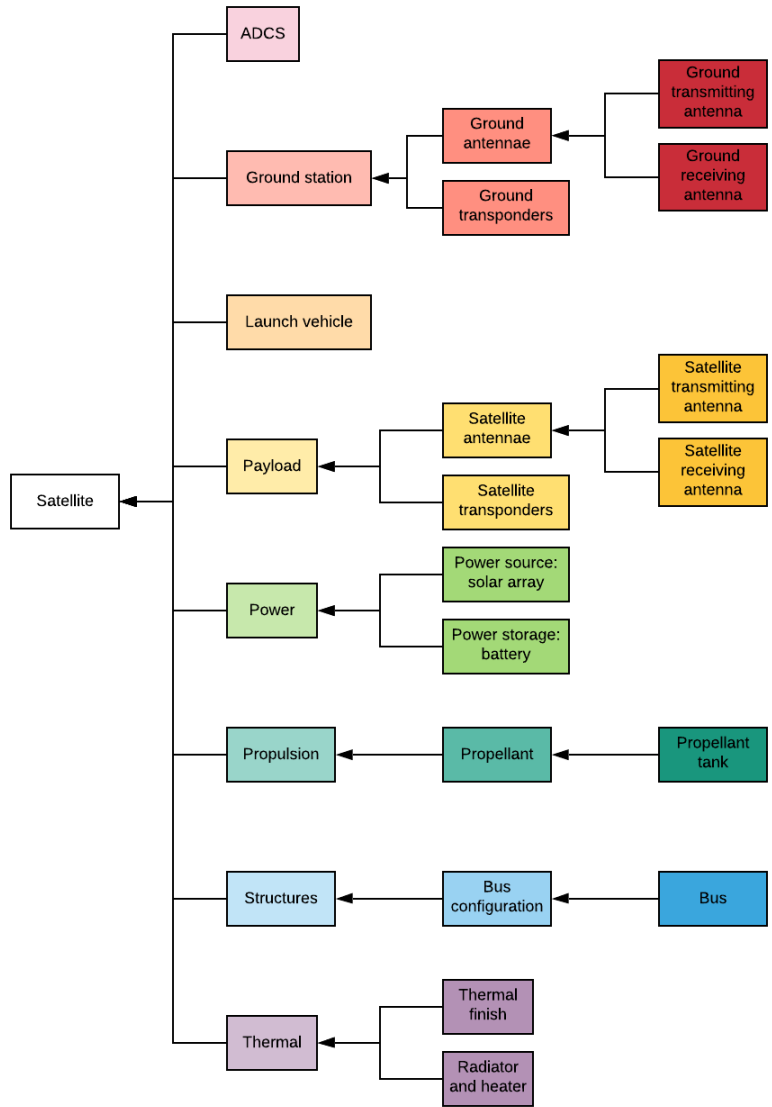 ADCS
Ground
transmitting
antenna
Ground
antennae
Ground
receiving
antenna
Ground station
Ground
transponders
Launch vehicle
Satellite
transmitting
antenna
Satellite
antennae
Satellite
receiving
antenna
Payload
Satellite
transponders
Satellite
Power source:
solar array
Power
Power storage:
battery
Propulsion
Propellant
Propellant
tank
Structures
Bus
configuration
Bus
Thermal
finish
Thermal
Radiator
and heater